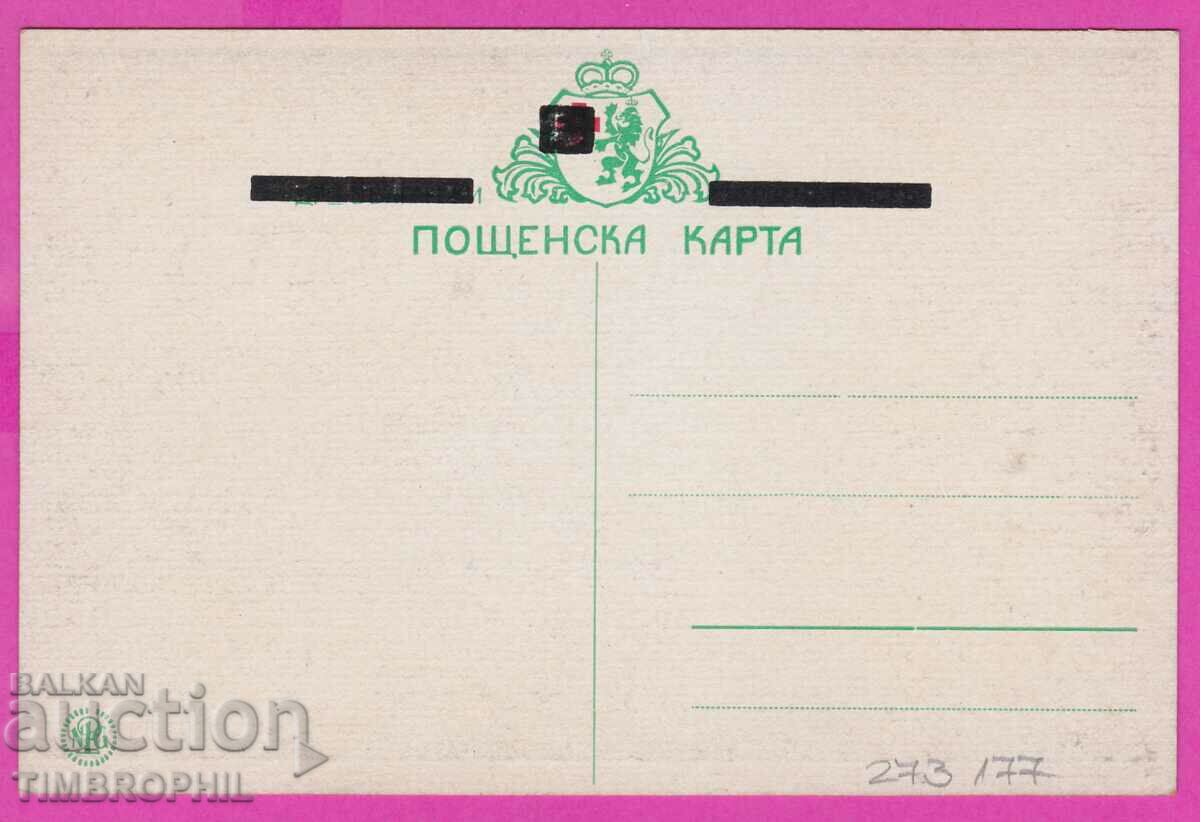 ПОЩЕНСКА КАРТА
BALKAN
auction
TIMBROPHIL
273 177